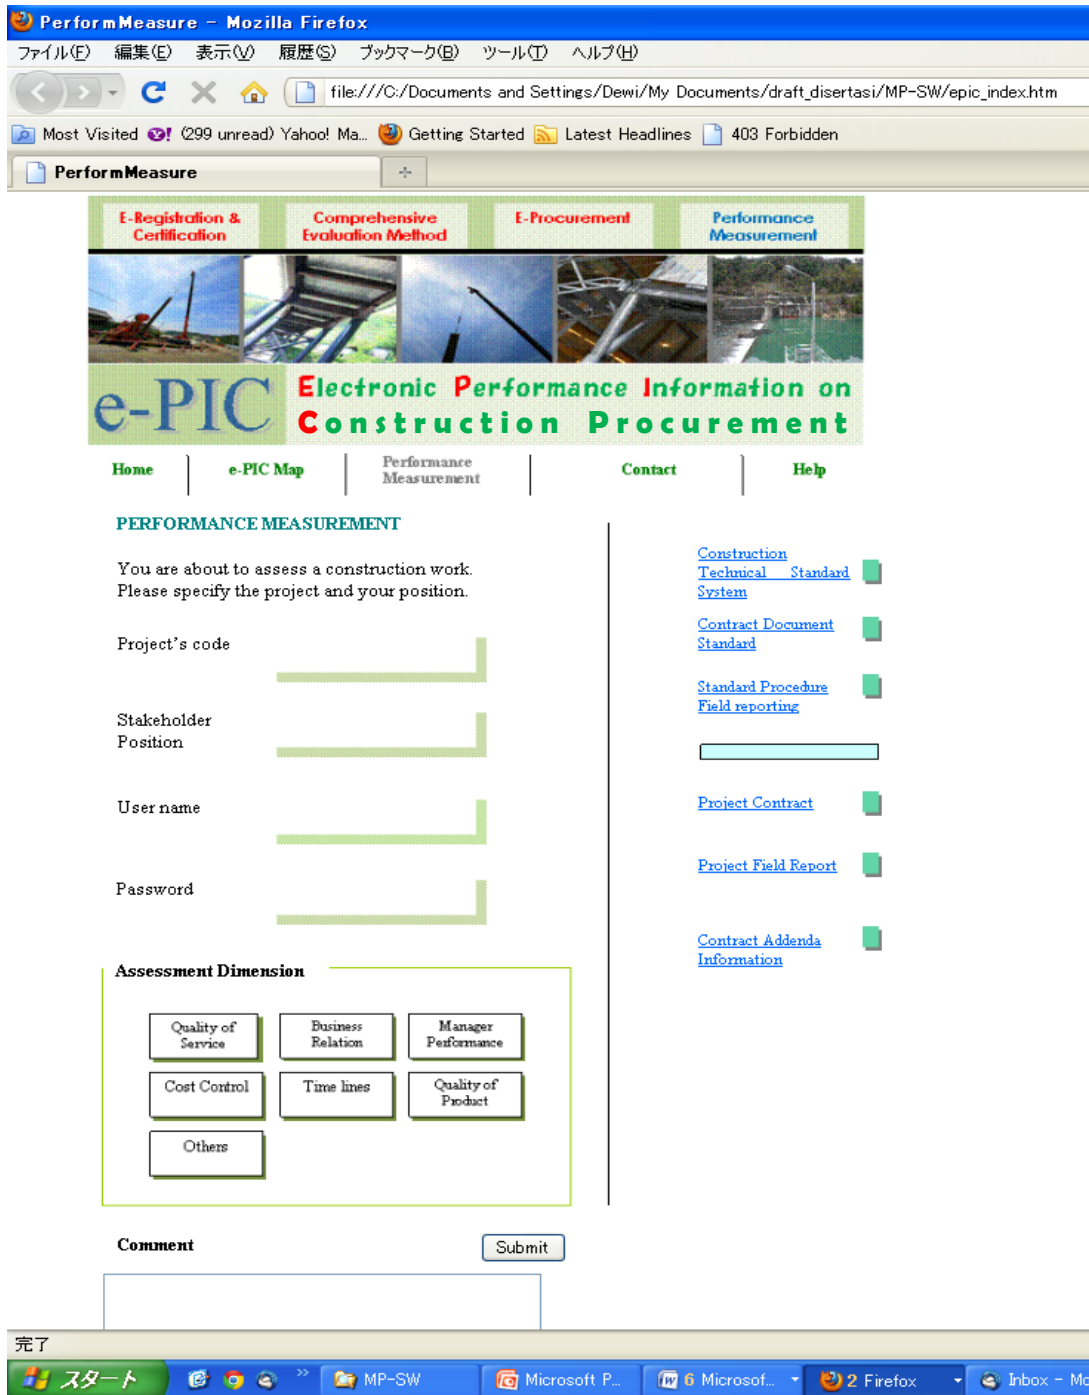 PerformMeasure - Mozilla Firefox
ファイル(F) 編集(E) 表示(V) 履歴(S) ブックマーク(B) ツール(T) ヘルプ(H)
file:///C:/Documents and Settings/Dewi/My Documents/draft_disertasi/MP-SW/epic_index.htm
Most Visited (299 unread) Yahoo! Ma... Getting Started Latest Headlines 403 Forbidden
PerformMeasure
E-Registration & Certification
Comprehensive Evaluation Method
E-Procurement
Performance Measurement
e-PIC
Electronic Performance Information on
Construction Procurement
Home
e-PIC Map
Performance
Measurement
Contact
Help
PERFORMANCE MEASUREMENT
You are about to assess a construction work.
Please specify the project and your position.
Project's code
Stakeholder
Position
User name
Password
Assessment Dimension
Quality of
Service
Business
Relation
Manager
Performance
Cost Control
Time lines
Quality of
Product
Others
Comment
Submit
Construction
Technical Standard
System
Contract Document
Standard
Standard Procedure
Field reporting
Project Contract
Project Field Report
Contract Addenda
Information
完了
スタート
MP-SW
Microsoft P...
6 Microsof...
2 Firefox
Inbox - Mo